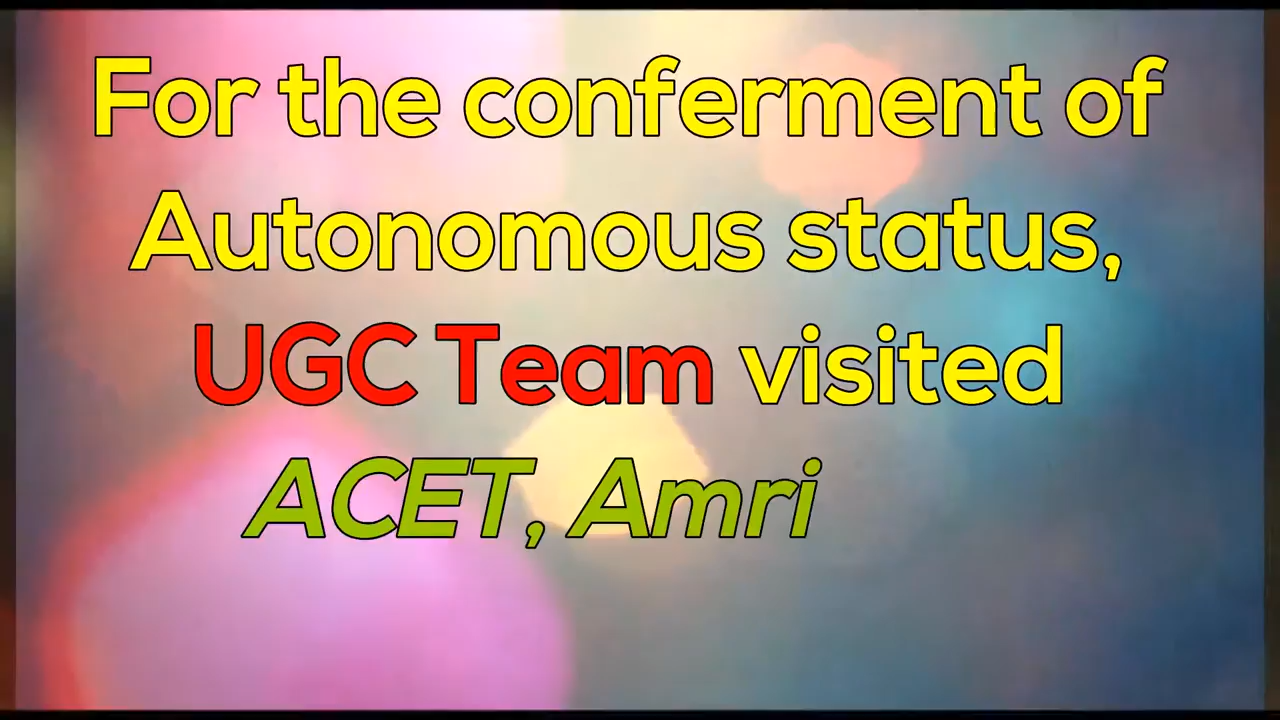 For the conferment of
Autonomous status,
UGC Team visited
ACET, Amri